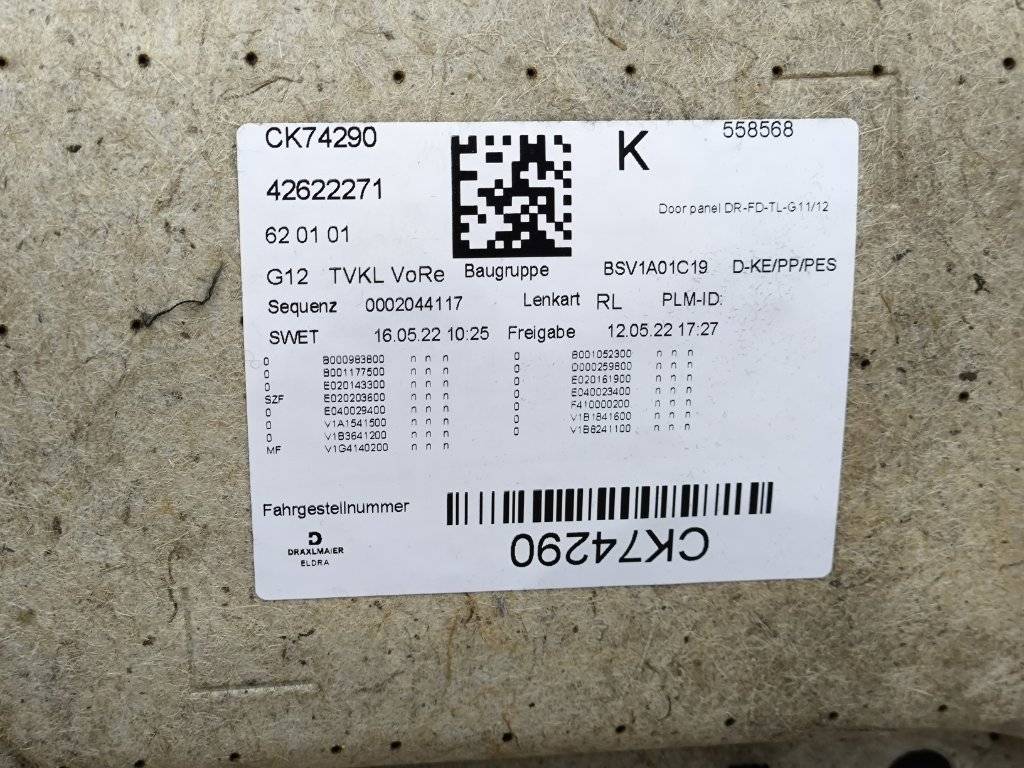 CK74290
K
558568
42622271
Door panel DR-FD-TL-G11/12
62 01 01
G12 TVKL VoRe Baugruppe BSV1A01C19 D-KE/PP/PES
Sequenz 0002044117 Lenkart RL PLM-ID:
SWET 16.05.22 10:25 Freigabe 12.05.22 17:27
0 B000983800 n n n 0 B001052300 n n n
0 B001177500 n n n 0 D000259800 n n n
0 E020143300 n n n 0 E020161900 n n n
SZF E020203600 n n n 0 E040023400 n n n
0 E040029400 n n n 0 F410000200 n n n
0 V1A1541500 n n n 0 V1B1841600 n n n
0 V1B3641200 n n n 0 V1B8241100 n n n
MF V1G4140200 n n n
Fahrgestellnummer
CK74290
D
DRÄXLMAIER
ELDRA